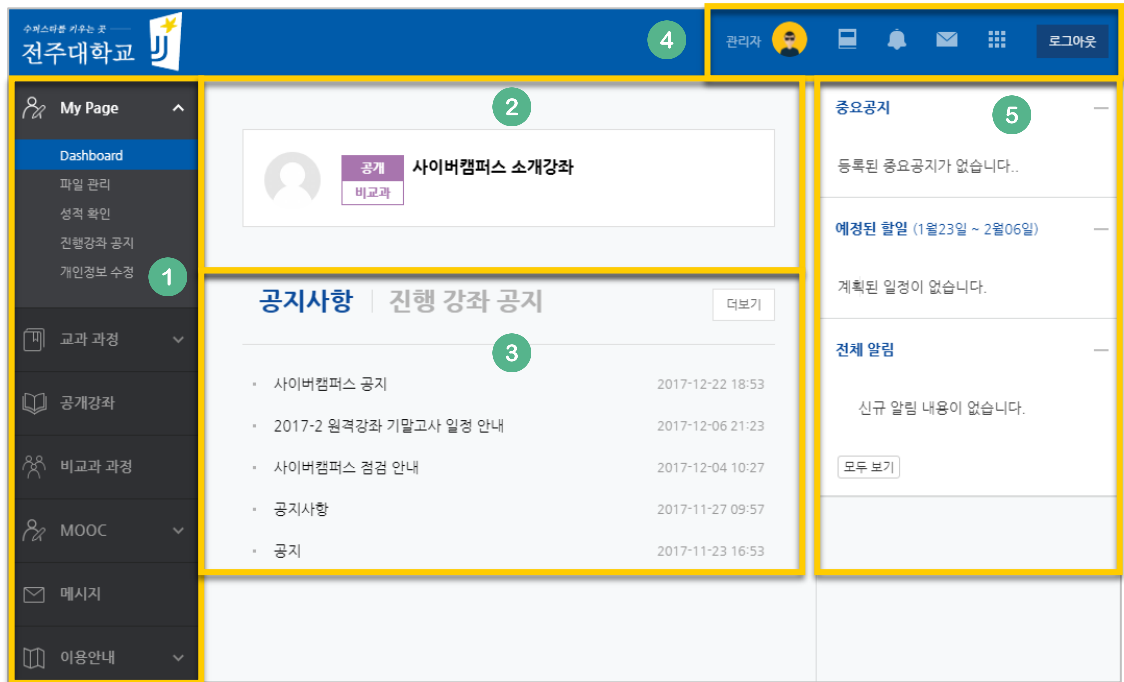 수퍼스타를 키우는 곳
전주대학교
4
관리자
로그아웃
My Page
Dashboard
파일 관리
성적 확인
진행강좌 공지
개인정보 수정
1
교과 과정
공개강좌
비교과 과정
MOOC
메시지
이용안내
2
공개
비교과
사이버캠퍼스 소개강좌
공지사항
진행 강좌 공지
더보기
3
사이버캠퍼스 공지
2017-12-22 18:53
2017-2 원격강좌 기말고사 일정 안내
2017-12-06 21:23
사이버캠퍼스 점검 안내
2017-12-04 10:27
공지사항
2017-11-27 09:57
공지
2017-11-23 16:53
중요공지
5
등록된 중요공지가 없습니다..
예정된 할일 (1월23일 ~ 2월06일)
계획된 일정이 없습니다.
전체 알림
신규 알림 내용이 없습니다.
모두 보기